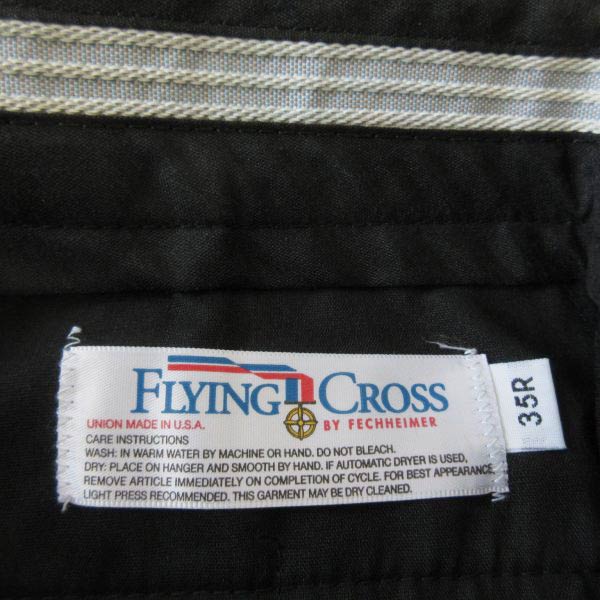 FLYING CROSS
UNION MADE IN U.S.A.
BY FECHHEIMER
CARE INSTRUCTIONS
WASH: IN WARM WATER BY MACHINE OR HAND. DO NOT BLEACH.
DRY: PLACE ON HANGER AND SMOOTH BY HAND. IF AUTOMATIC DRYER IS USED,
REMOVE ARTICLE IMMEDIATELY ON COMPLETION OF CYCLE. FOR BEST APPEARANCE,
LIGHT PRESS RECOMMENDED. THIS GARMENT MAY BE DRY CLEANED.
35R